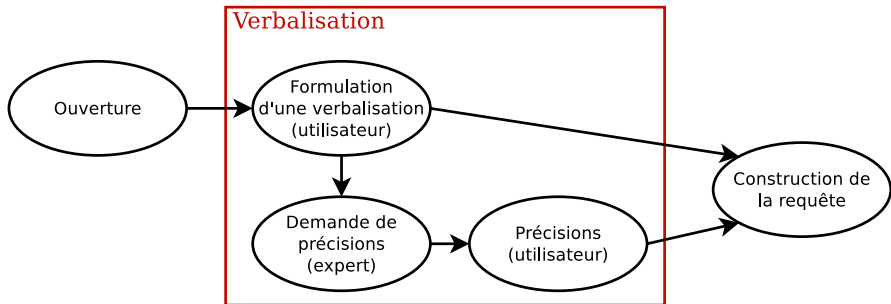 Verbalisation
Ouverture
Formulation
d'une verbalisation
(utilisateur)
Demande de
précisions
(expert)
Précisions
(utilisateur)
Construction de
la requête